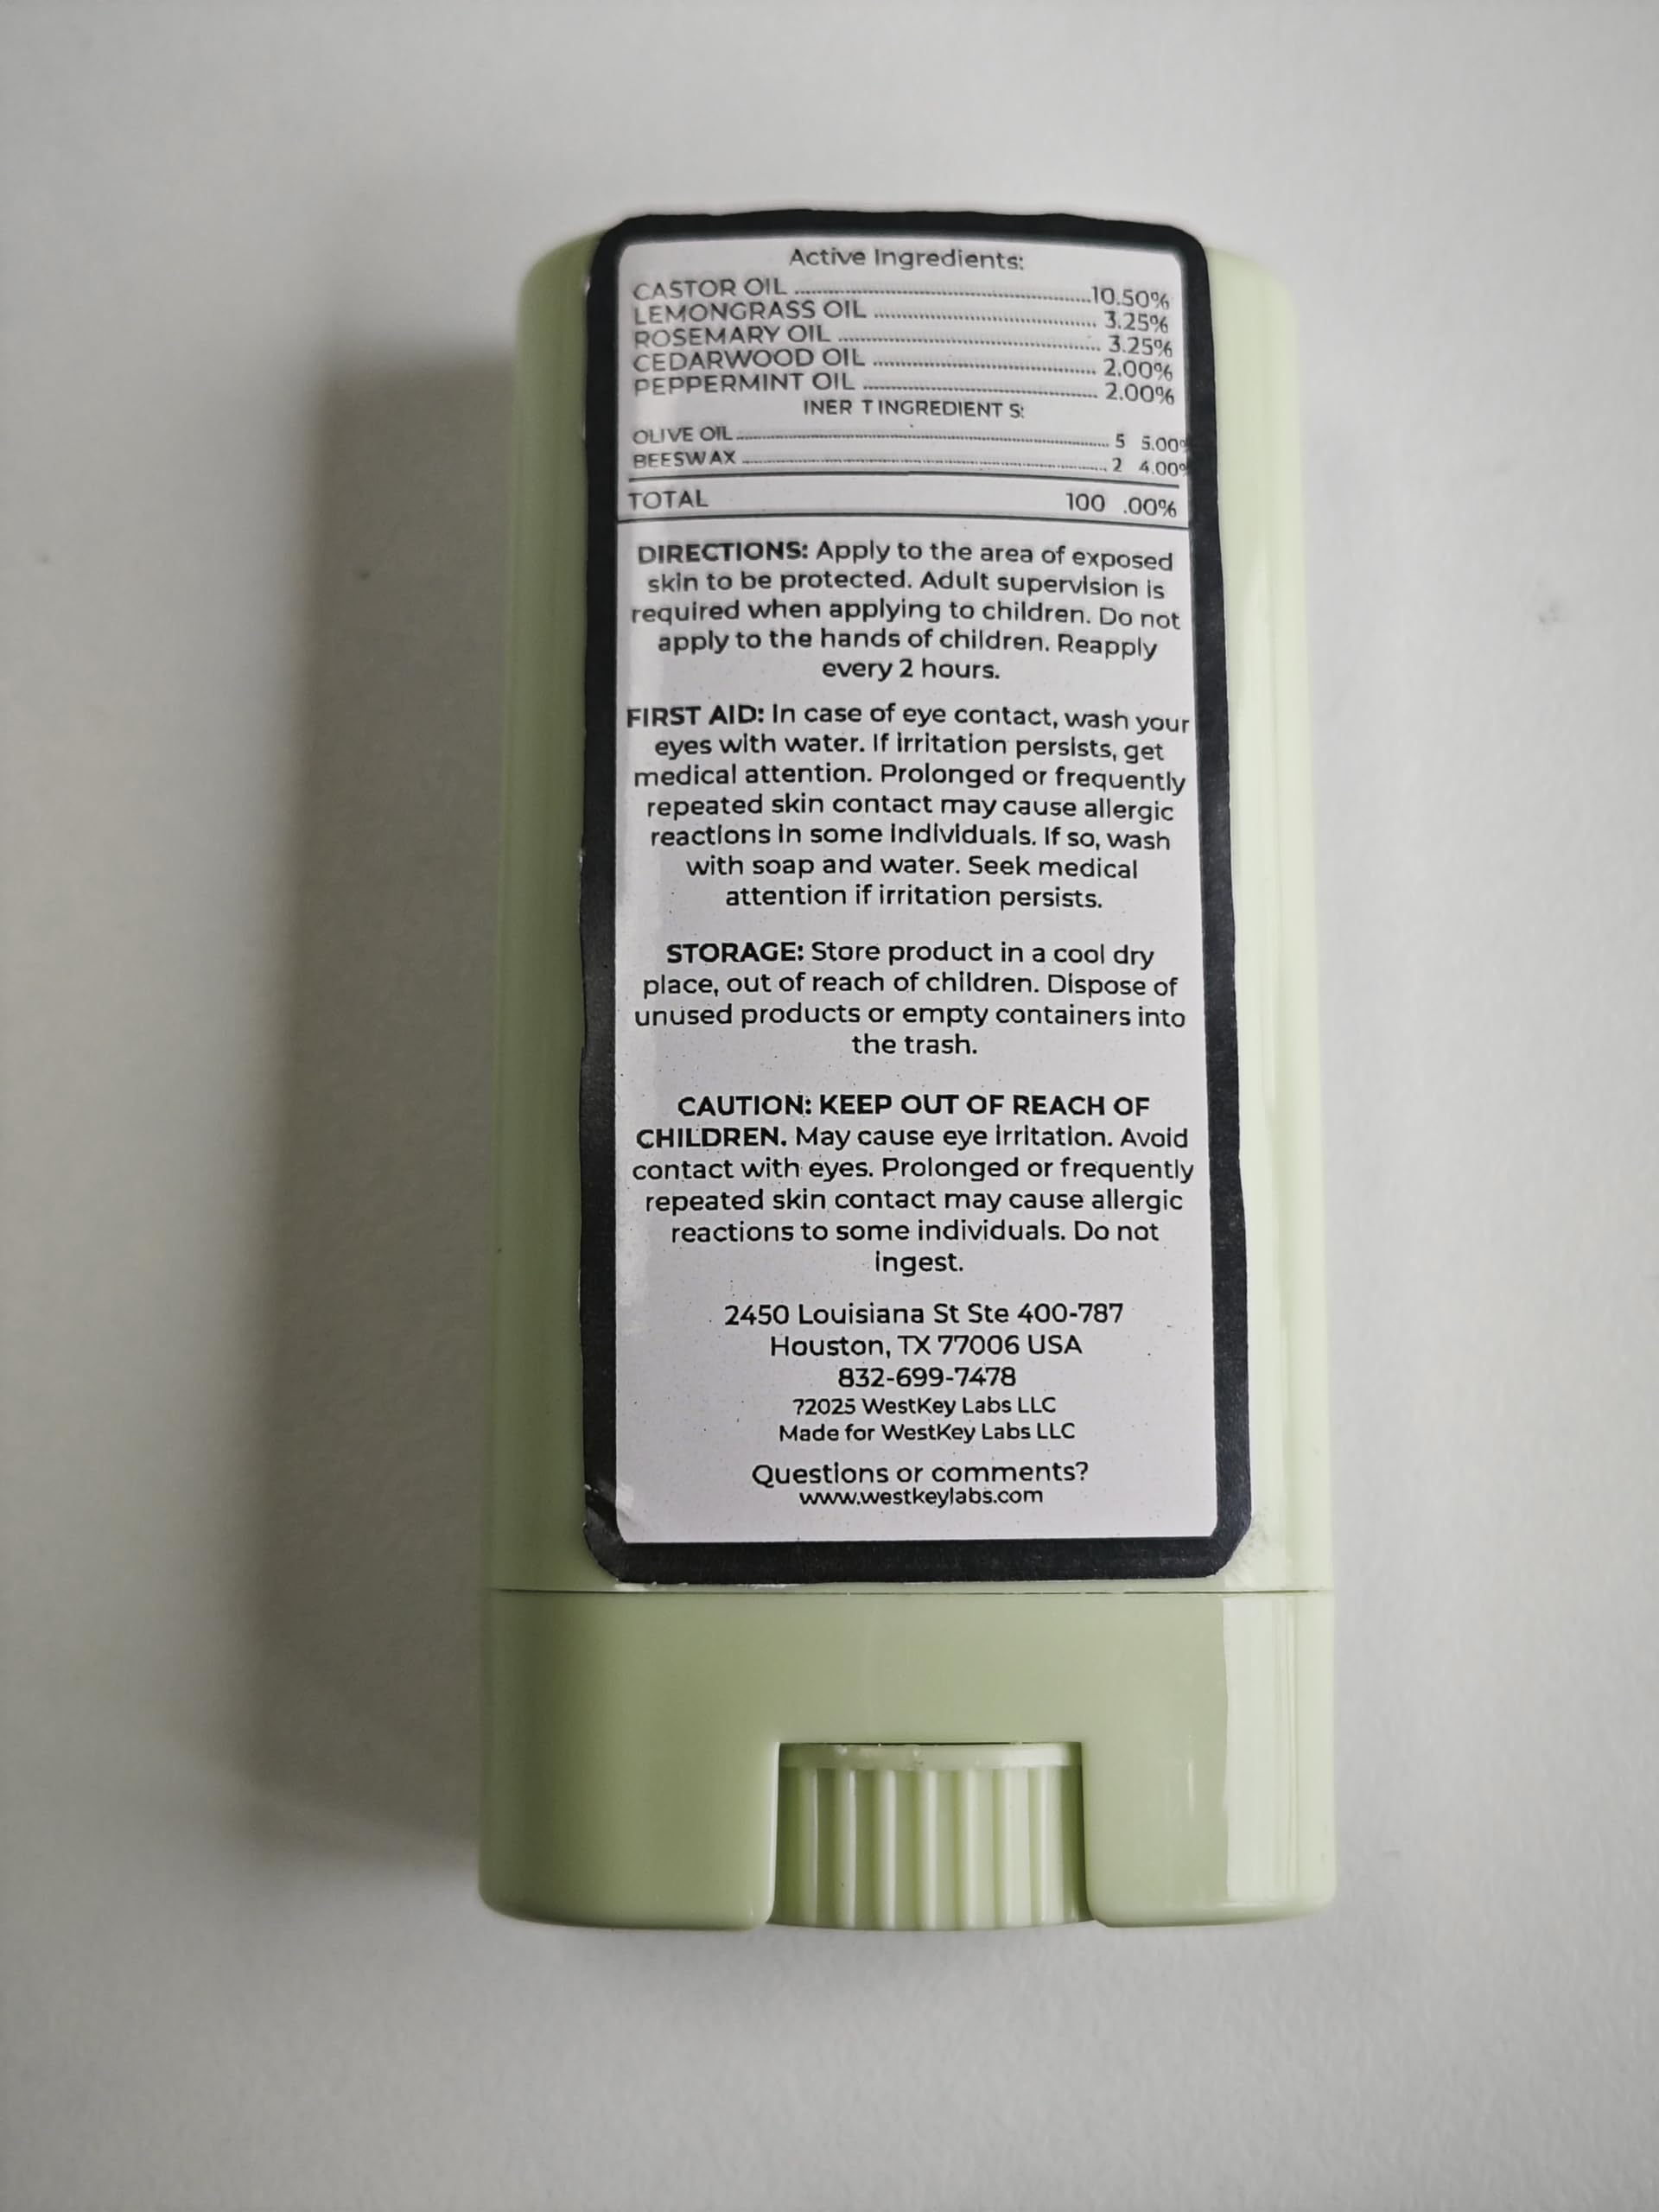 Active Ingredients:
CASTOR OIL ........ 10.50%
LEMONGRASS OIL ........ 3.25%
ROSEMARY OIL ........ 3.25%
CEDARWOOD OIL ........ 2.00%
PEPPERMINT OIL ........ 2.00%
INER T INGREDIENT S:
OLIVE OIL ........ 5 5.00%
BEESW AX ........ 2 4.00%
TOTAL 100 .00%
DIRECTIONS: Apply to the area of exposed
skin to be protected. Adult supervision is
required when applying to children. Do not
apply to the hands of children. Reapply
every 2 hours.
FIRST AID: In case of eye contact, wash your
eyes with water. If irritation persists, get
medical attention. Prolonged or frequently
repeated skin contact may cause allergic
reactions in some individuals. If so, wash
with soap and water. Seek medical
attention if irritation persists.
STORAGE: Store product in a cool dry
place, out of reach of children. Dispose of
unused products or empty containers into
the trash.
CAUTION: KEEP OUT OF REACH OF
CHILDREN. May cause eye irritation. Avoid
contact with eyes. Prolonged or frequently
repeated skin contact may cause allergic
reactions to some individuals. Do not
ingest.
2450 Louisiana St Ste 400-787
Houston, TX 77006 USA
832-699-7478
?2025 WestKey Labs LLC
Made for WestKey Labs LLC
Questions or comments?
www.westkeylabs.com